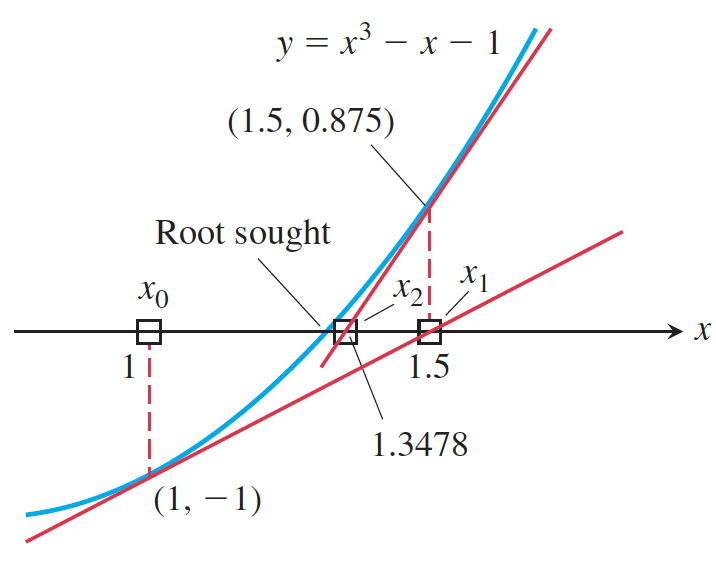 y = x³ − x − 1
(1.5, 0.875)
Root sought
x₀
x₂
x₁
x
1
1.5
1.3478
(1, −1)